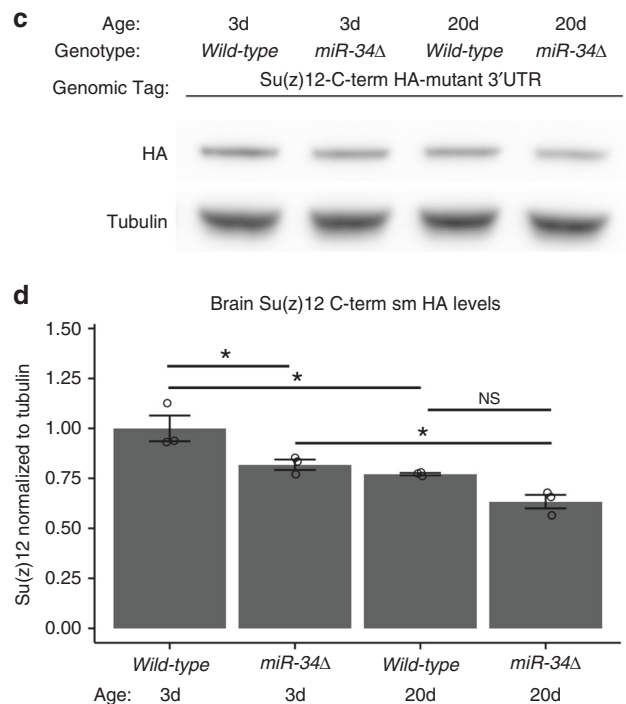 c
Age: 3d 3d 20d 20d
Genotype: Wild-type miR-34Δ Wild-type miR-34Δ
Genomic Tag: Su(z)12-C-term HA-mutant 3′UTR
HA
Tubulin
d
Brain Su(z)12 C-term sm HA levels
Su(z)12 normalized to tubulin
1.50
1.25
1.00
0.75
0.50
0.25
0.00
*
*
NS
*
Wild-type miR-34Δ Wild-type miR-34Δ
Age: 3d 3d 20d 20d